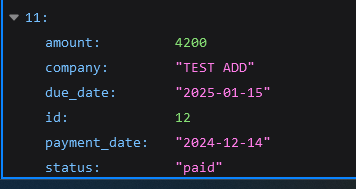 11:
amount: 4200
company: "TEST ADD"
due_date: "2025-01-15"
id: 12
payment_date: "2024-12-14"
status: "paid"